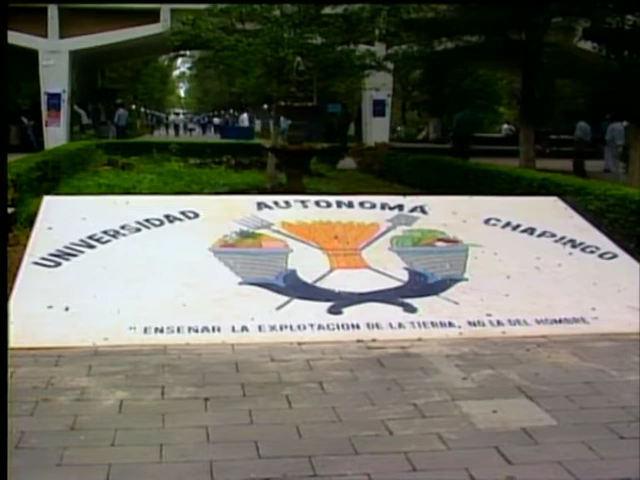 UNIVERSIDAD AUTONOMA CHAPINGO
" ENSEÑAR LA EXPLOTACION DE LA TIERRA, NO LA DEL HOMBRE "